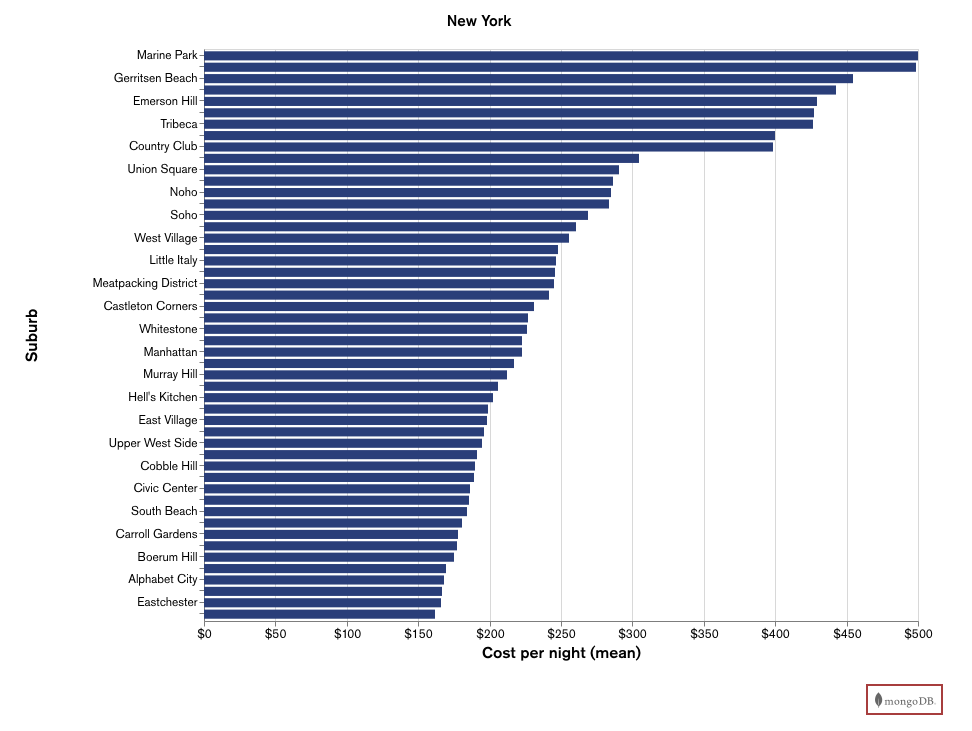 New York
Marine Park
Gerritsen Beach
Emerson Hill
Tribeca
Country Club
Union Square
Noho
Soho
West Village
Little Italy
Meatpacking District
Castleton Corners
Whitestone
Manhattan
Murray Hill
Hell's Kitchen
East Village
Upper West Side
Cobble Hill
Civic Center
South Beach
Carroll Gardens
Boerum Hill
Alphabet City
Eastchester
Suburb
$0 $50 $100 $150 $200 $250 $300 $350 $400 $450 $500
Cost per night (mean)
mongoDB.